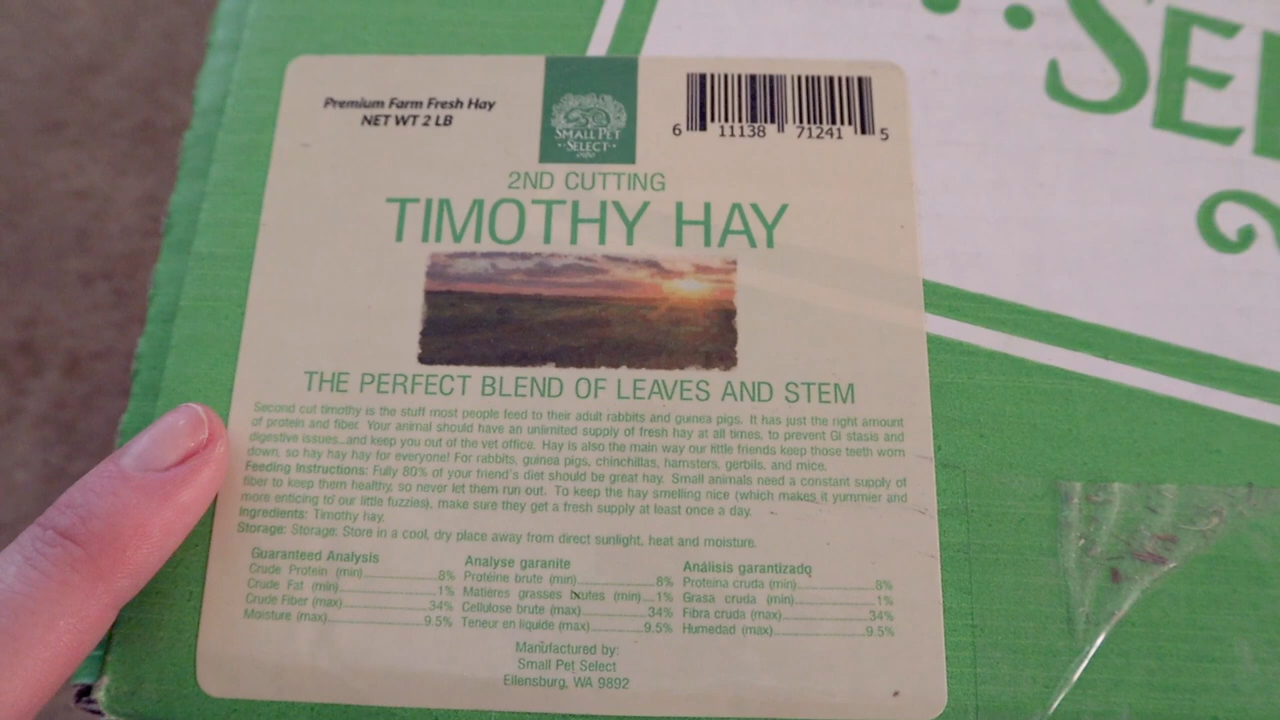 Premium Farm Fresh Hay
NET WT 2 LB
SMALL PET
SELECT
6 11138 71241 5
SE
2ND CUTTING
TIMOTHY HAY
THE PERFECT BLEND OF LEAVES AND STEM
Second cut timothy is the stuff most people feed to their adult rabbits and guinea pigs. It has just the right amount
of protein and fiber. Your animal should have an unlimited supply of fresh hay at all times, to prevent GI stasis and
digestive issues...and keep you out of the vet office. Hay is also the main way our little friends keep those teeth worn
down, so hay hay hay for everyone! For rabbits, guinea pigs, chinchillas, hamsters, gerbils, and mice.
Feeding Instructions: Fully 80% of your friend's diet should be great hay. Small animals need a constant supply of
fiber to keep them healthy, so never let them run out. To keep the hay smelling nice (which makes it yummier and
more enticing to our little fuzzies), make sure they get a fresh supply at least once a day.
Ingredients: Timothy hay.
Storage: Storage: Store in a cool, dry place away from direct sunlight, heat and moisture.
Guaranteed Analysis
Crude Protein (min) 8%
Crude Fat (min) 1%
Crude Fiber (max) 34%
Moisture (max) 9.5%
Analyse garanite
Protéine brute (min) 8%
Matières grasses brutes (min) 1%
Cellulose brute (max) 34%
Teneur en liquide (max) 9.5%
Análisis garantizado
Proteina cruda (min) 8%
Grasa cruda (min) 1%
Fibra cruda (max) 34%
Humedad (max) 9.5%
Manufactured by:
Small Pet Select
Ellensburg, WA 9892